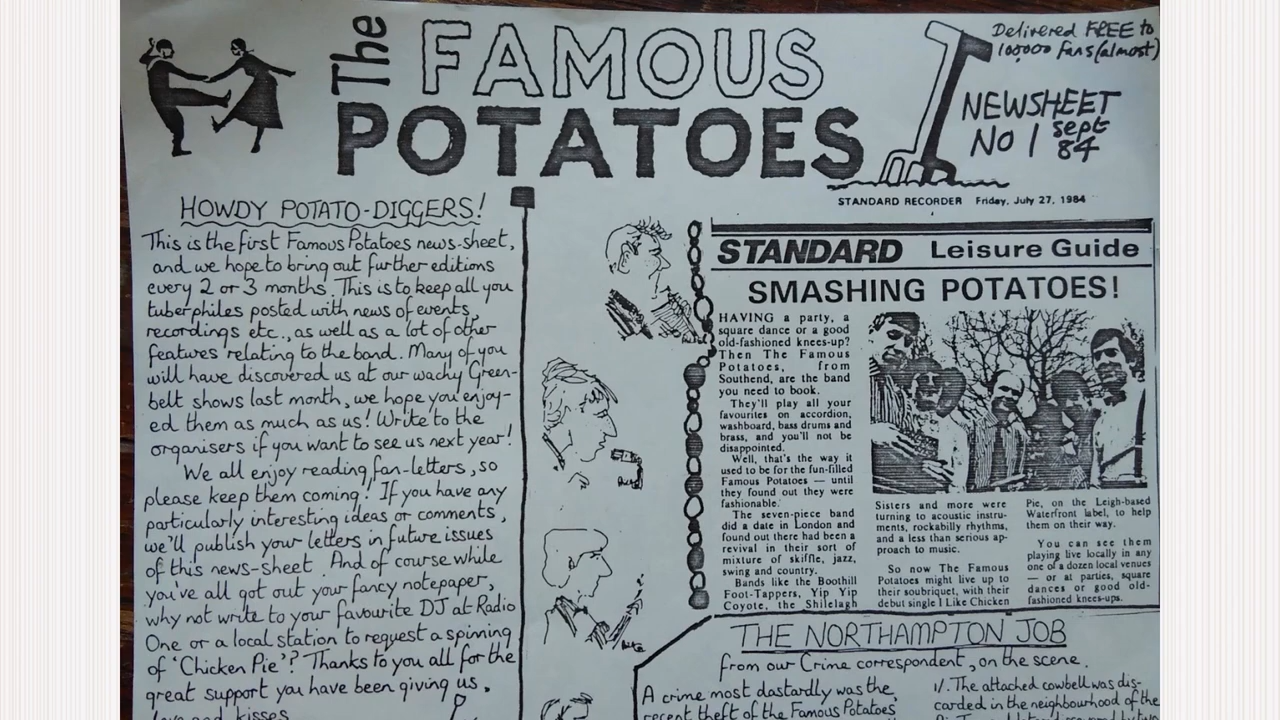 The FAMOUS
POTATOES
Delivered FREE to
100,000 fans (almost)
NEWSHEET
NO 1 sept
84
HOWDY POTATO-DIGGERS!
This is the first Famous Potatoes news-sheet,
and we hope to bring out further editions
every 2 or 3 months. This is to keep all you
tuberphiles posted with news of events,
recordings etc., as well as a lot of other
features relating to the band. Many of you
will have discovered us at our wachy Green-
belt shows last month, we hope you enjoy-
ed them as much as us! Write to the
organisers if you want to see us next year!
We all enjoy reading fan-letters, so
please keep them coming! If you have any
particularly interesting ideas or comments,
we'll publish your letters in future issues
of this news-sheet. And of course while
you've all got out your fancy notepaper,
why not write to your favourite DJ at Radio
One or a local station to request a spinning
of 'Chicken Pie'? Thanks to you all for the
great support you have been giving us.
love and kisses
STANDARD RECORDER Friday, July 27, 1984
STANDARD Leisure Guide
SMASHING POTATOES!
HAVING a party, a
square dance or a good
old-fashioned knees-up?
Then The Famous
Potatoes, from
Southend, are the band
you need to book.
They'll play all your
favourites on accordion,
washboard, bass drums and
brass, and you'll not be
disappointed.
Well, that's the way it
used to be for the fun-filled
Famous Potatoes — until
they found out they were
fashionable.
The seven-piece band
did a date in London and
found out there had been a
revival in their sort of
mixture of skiffle, jazz,
swing and country.
Bands like the Boothill
Foot-Tappers, Yip Yip
Coyote, the Shilelagh
Sisters and more were
turning to acoustic instru-
ments, rockabilly rhythms,
and a less than serious ap-
proach to music.
So now The Famous
Potatoes might live up to
their soubriquet, with their
debut single I Like Chicken
Pie, on the Leigh-based
Waterfront label, to help
them on their way.
You can see them
playing live locally in any
one of a dozen local venues
— or at parties, square
dances or good old-
fashioned knees-ups.
THE NORTHAMPTON JOB
from our Crime correspondent, on the scene.
A crime most dastardly was the
recent theft of the Famous Potatoes'
1/. The attached cowbell was dis-
carded in the neighbourhood of the